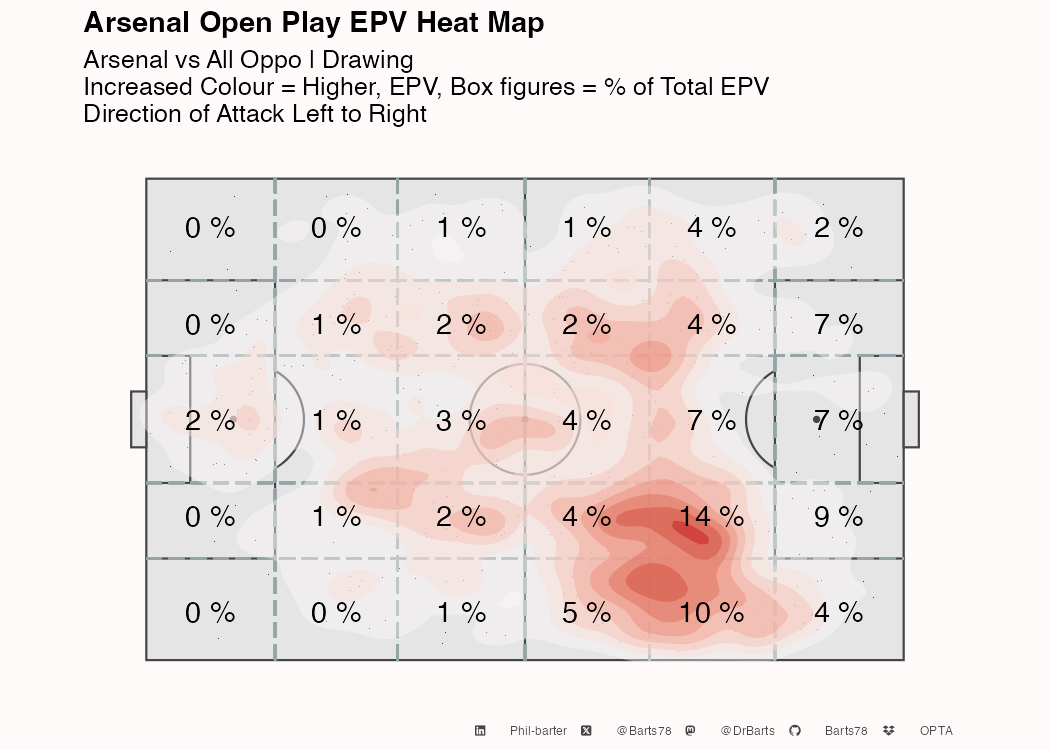 Arsenal Open Play EPV Heat Map
Arsenal vs All Oppo | Drawing
Increased Colour = Higher, EPV, Box figures = % of Total EPV
Direction of Attack Left to Right
0 % 0 % 1 % 1 % 4 % 2 %
0 % 1 % 2 % 2 % 4 % 7 %
2 % 1 % 3 % 4 % 7 % 7 %
0 % 1 % 2 % 4 % 14 % 9 %
0 % 0 % 1 % 5 % 10 % 4 %
Phil-barter @Barts78 @DrBarts Barts78 OPTA